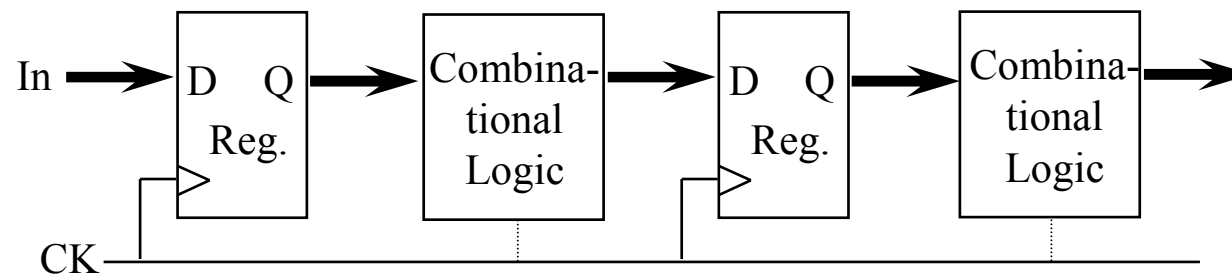 In
D Q
Reg.
Combina-
tional
Logic
D Q
Reg.
Combina-
tional
Logic
CK